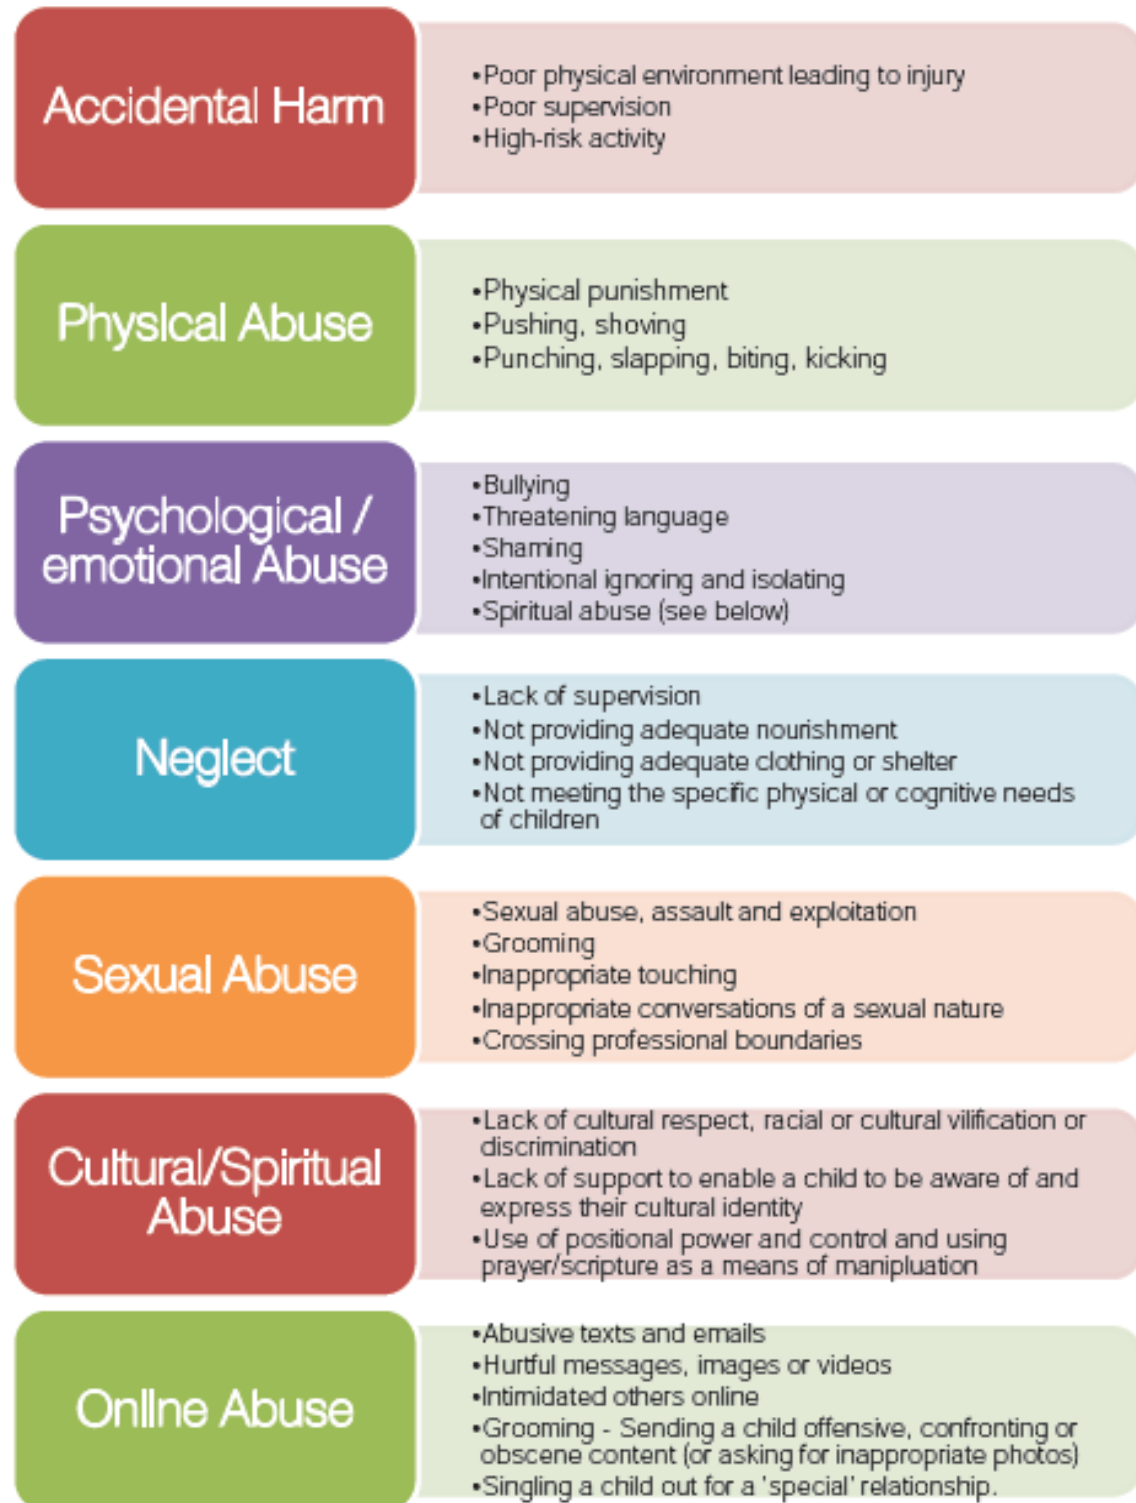 Accidental Harm
•Poor physical environment leading to injury
•Poor supervision
•High-risk activity
Physical Abuse
•Physical punishment
•Pushing, shoving
•Punching, slapping, biting, kicking
Psychological /
emotional Abuse
•Bullying
•Threatening language
•Shaming
•Intentional ignoring and isolating
•Spiritual abuse (see below)
Neglect
•Lack of supervision
•Not providing adequate nourishment
•Not providing adequate clothing or shelter
•Not meeting the specific physical or cognitive needs
of children
Sexual Abuse
•Sexual abuse, assault and exploitation
•Grooming
•Inappropriate touching
•Inappropriate conversations of a sexual nature
•Crossing professional boundaries
Cultural/Spiritual
Abuse
•Lack of cultural respect, racial or cultural vilification or
discrimination
•Lack of support to enable a child to be aware of and
express their cultural identity
•Use of positional power and control and using
prayer/scripture as a means of manipluation
Online Abuse
•Abusive texts and emails
•Hurtful messages, images or videos
•Intimidated others online
•Grooming - Sending a child offensive, confronting or
obscene content (or asking for inappropriate photos)
•Singling a child out for a 'special' relationship.